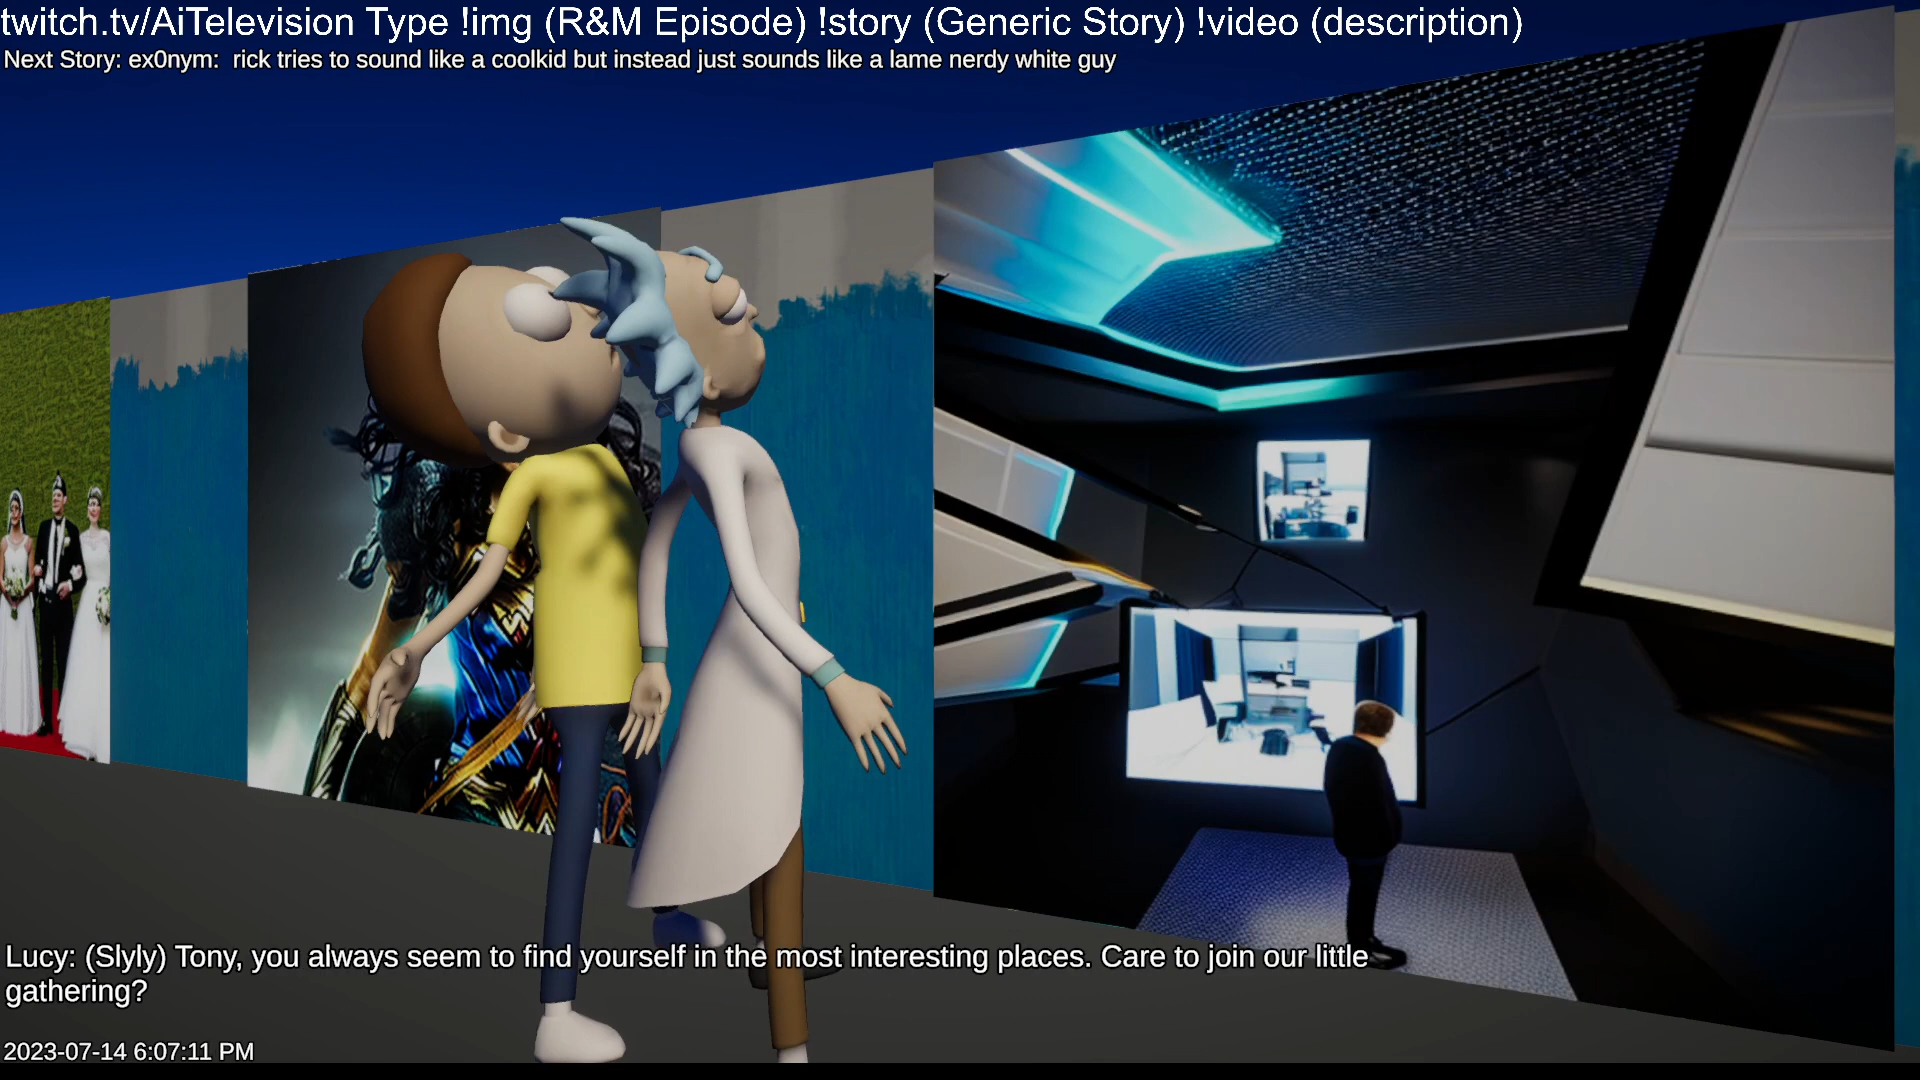 twitch.tv/AiTelevision Type !img (R&M Episode) !story (Generic Story) !video (description)
Next Story: ex0nym:  rick tries to sound like a coolkid but instead just sounds like a lame nerdy white guy
Lucy: (Slyly) Tony, you always seem to find yourself in the most interesting places. Care to join our little
gathering?
2023-07-14 6:07:11 PM